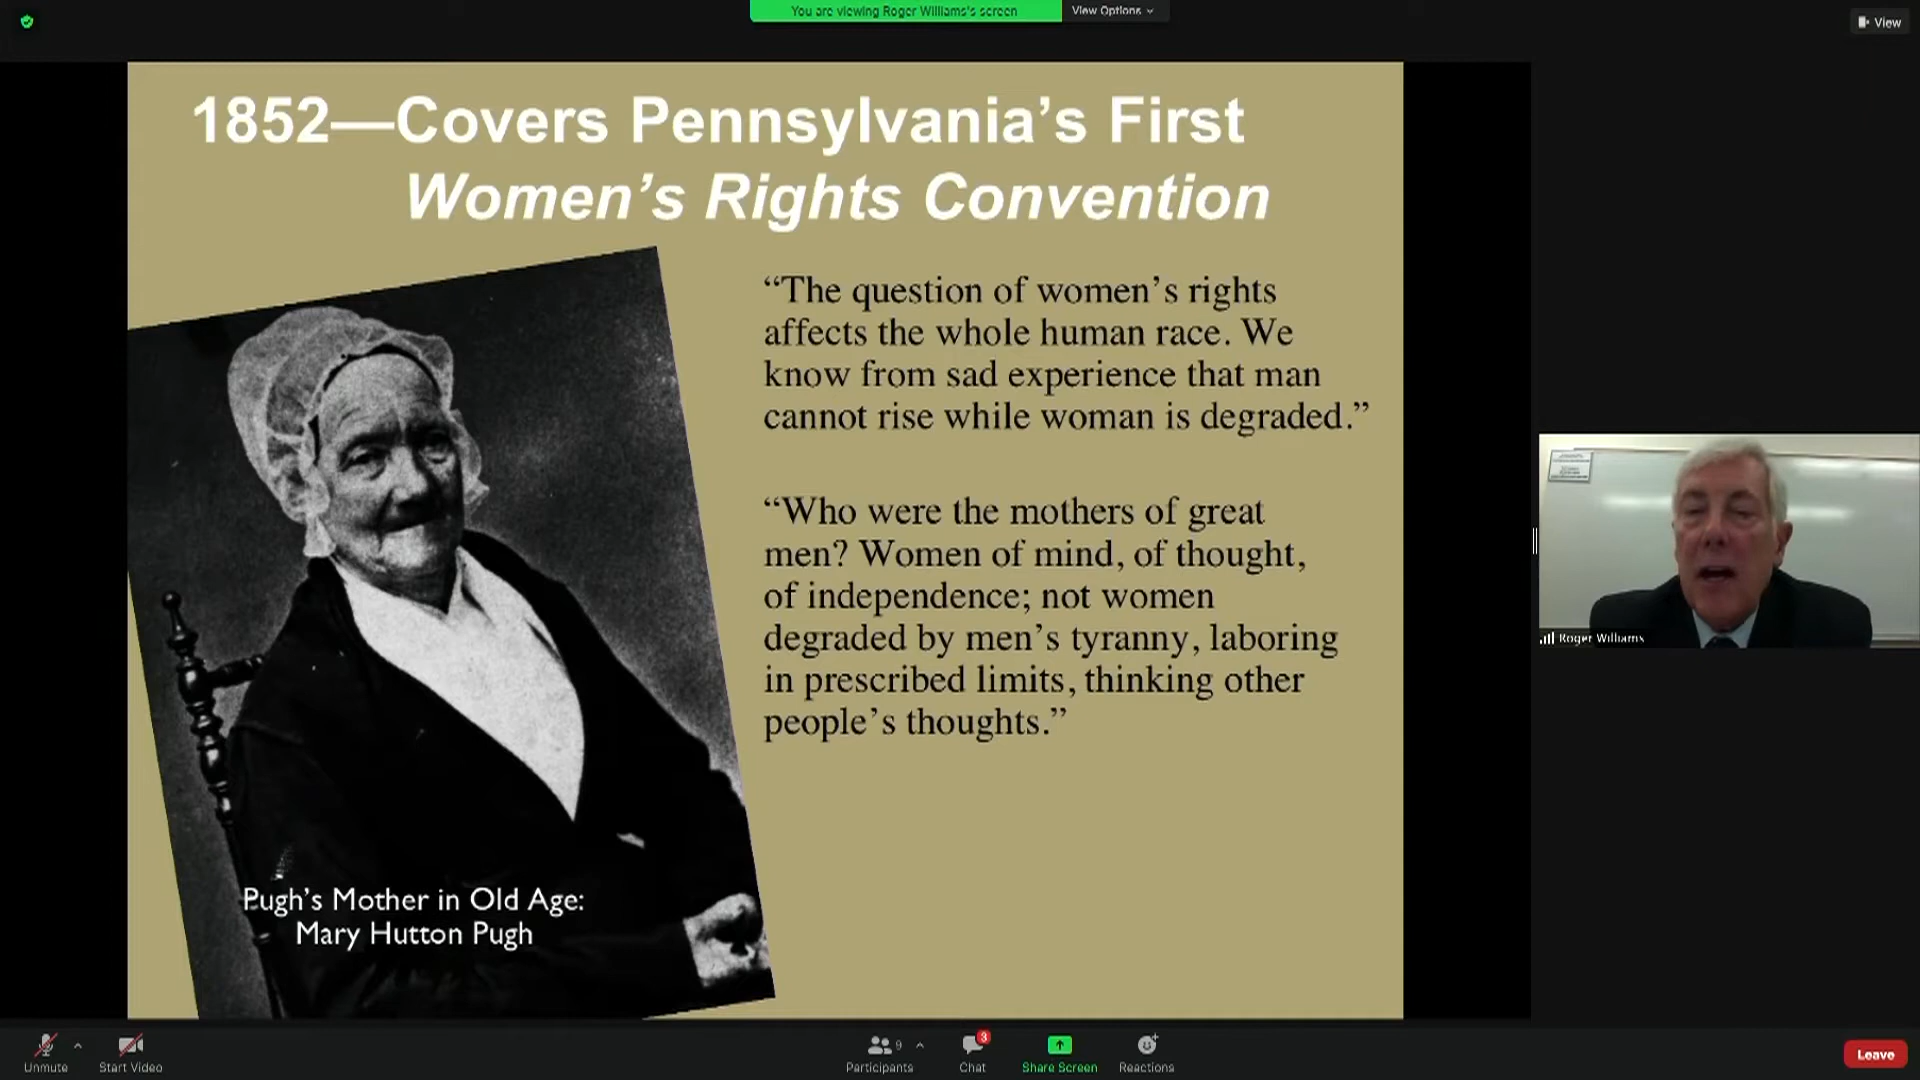 You are viewing Roger Williams's screen
View Options
View
1852—Covers Pennsylvania’s First
Women’s Rights Convention
“The question of women’s rights
affects the whole human race. We
know from sad experience that man
cannot rise while woman is degraded.”
“Who were the mothers of great
men? Women of mind, of thought,
of independence; not women
degraded by men’s tyranny, laboring
in prescribed limits, thinking other
people’s thoughts.”
Pugh’s Mother in Old Age:
Mary Hutton Pugh
Roger Williams
Unmute
Start Video
9
Participants
3
Chat
Share Screen
Reactions
Leave